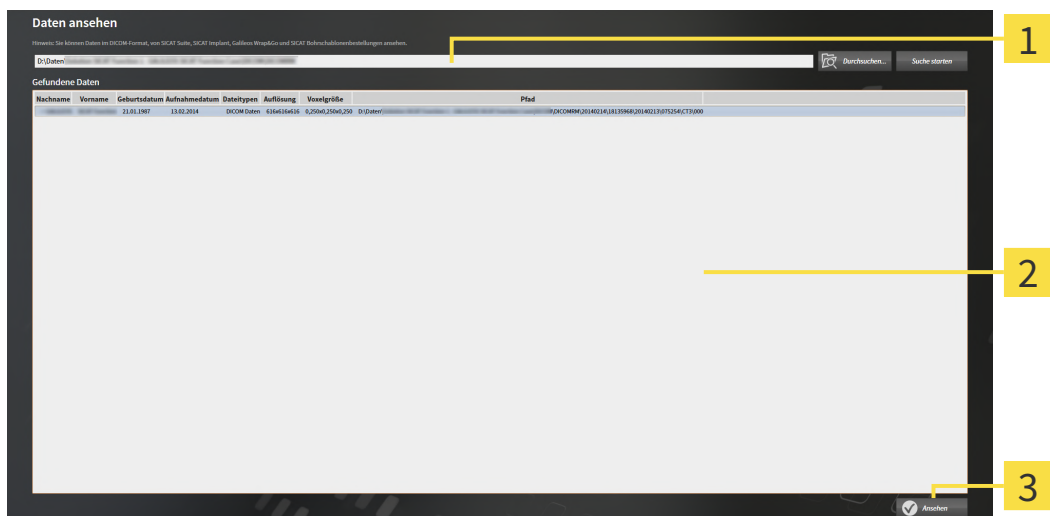 Daten ansehen
Hinweis: Sie können Daten im DICOM-Format, von SICAT Suite, SICAT Implant, Galileos Wrap&Go und SICAT Bohrschablonenbestellungen ansehen.
D:\Daten
Durchsuchen...
Suche starten
1
Gefundene Daten
Nachname Vorname Geburtsdatum Aufnahmedatum Dateitypen Auflösung Voxelgröße Pfad
21.01.1987 13.02.2014 DICOM Daten 616x616x616 0,250x0,250x0,250 D:\Daten \DICOMRM\20140214\18135968\20140213\075254\CT3\000
2
Ansehen
3